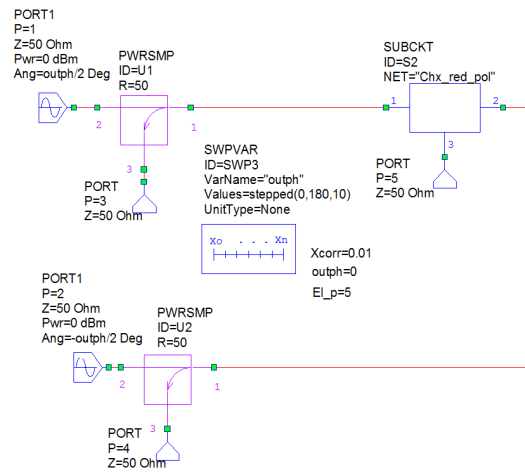 PORT1
P=1
Z=50 Ohm
Pwr=0 dBm
Ang=outph/2 Deg
PWRSMP
ID=U1
R=50
SUBCKT
ID=S2
NET="Chx_red_pol"
2
1
1
2
3
3
PORT
P=3
Z=50 Ohm
SWPVAR
ID=SWP3
VarName="outph"
Values=stepped(0,180,10)
UnitType=None
PORT
P=5
Z=50 Ohm
Xo . . . Xn
Xcorr=0.01
outph=0
El_p=5
PORT1
P=2
Z=50 Ohm
Pwr=0 dBm
Ang=-outph/2 Deg
PWRSMP
ID=U2
R=50
2
1
3
PORT
P=4
Z=50 Ohm